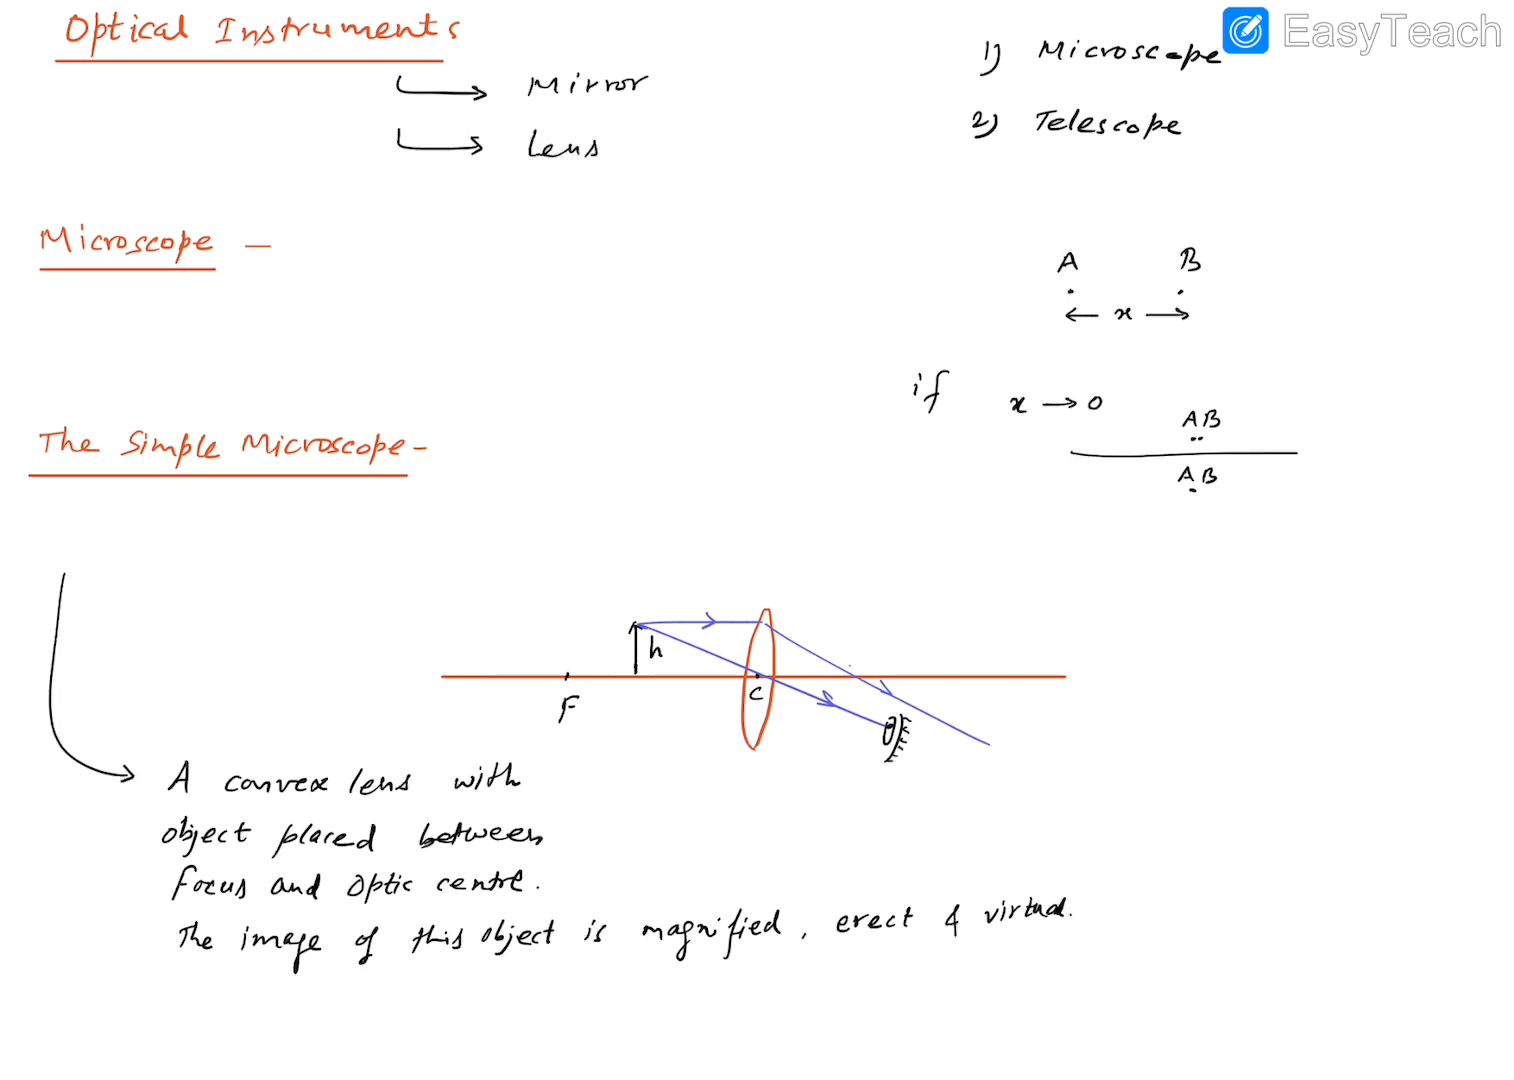 Optical Instruments
Mirror
Lens
1) Microscope
2) Telescope
EasyTeach
Microscope —
A B
x
if x → 0
AB
AB
The Simple Microscope -
h
F
C
A convex lens with
object placed between
Focus and optic centre.
The image of this object is magnified, erect & virtual.